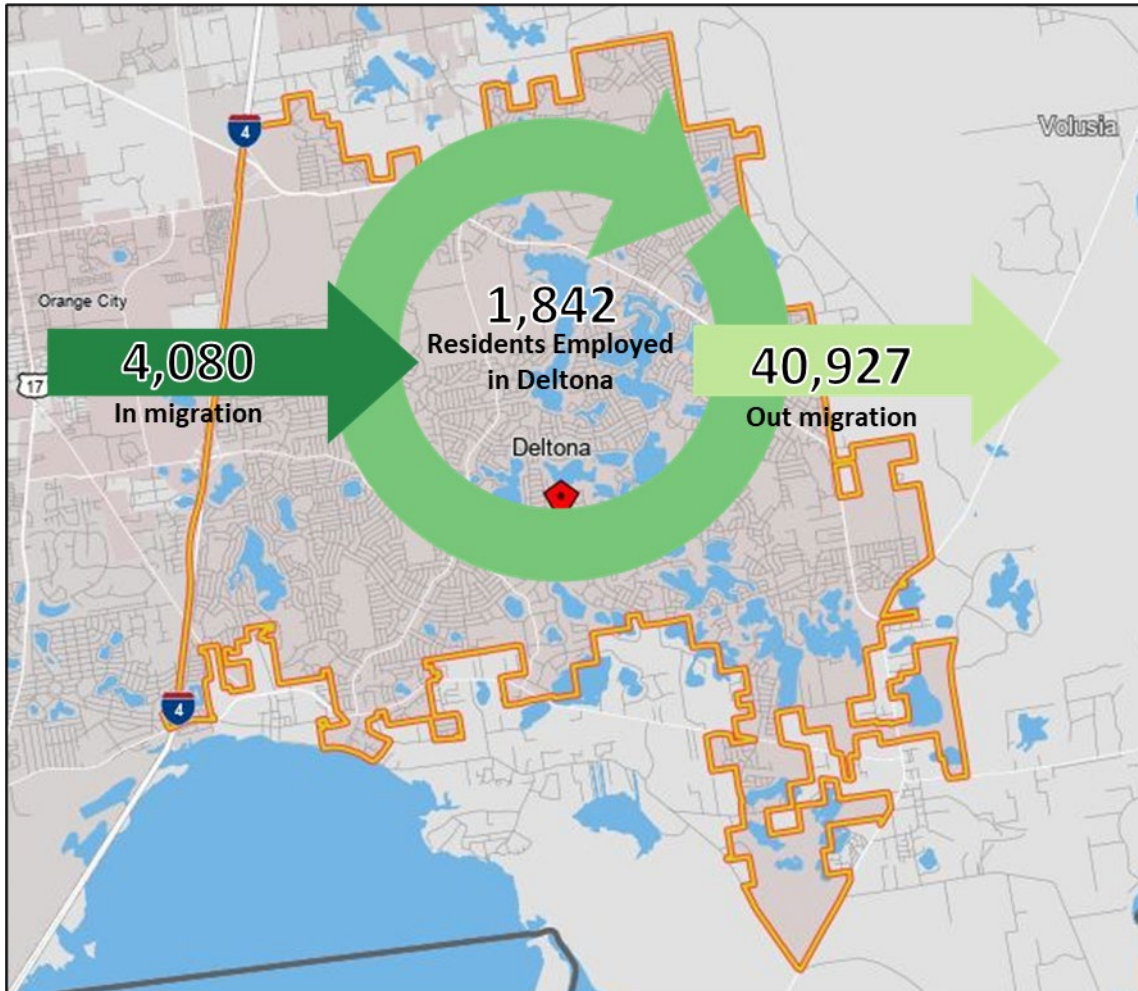 4
Volusia
Orange City
1,842
Residents Employed
in Deltona
4,080
In migration
40,927
Out migration
17
Deltona
4